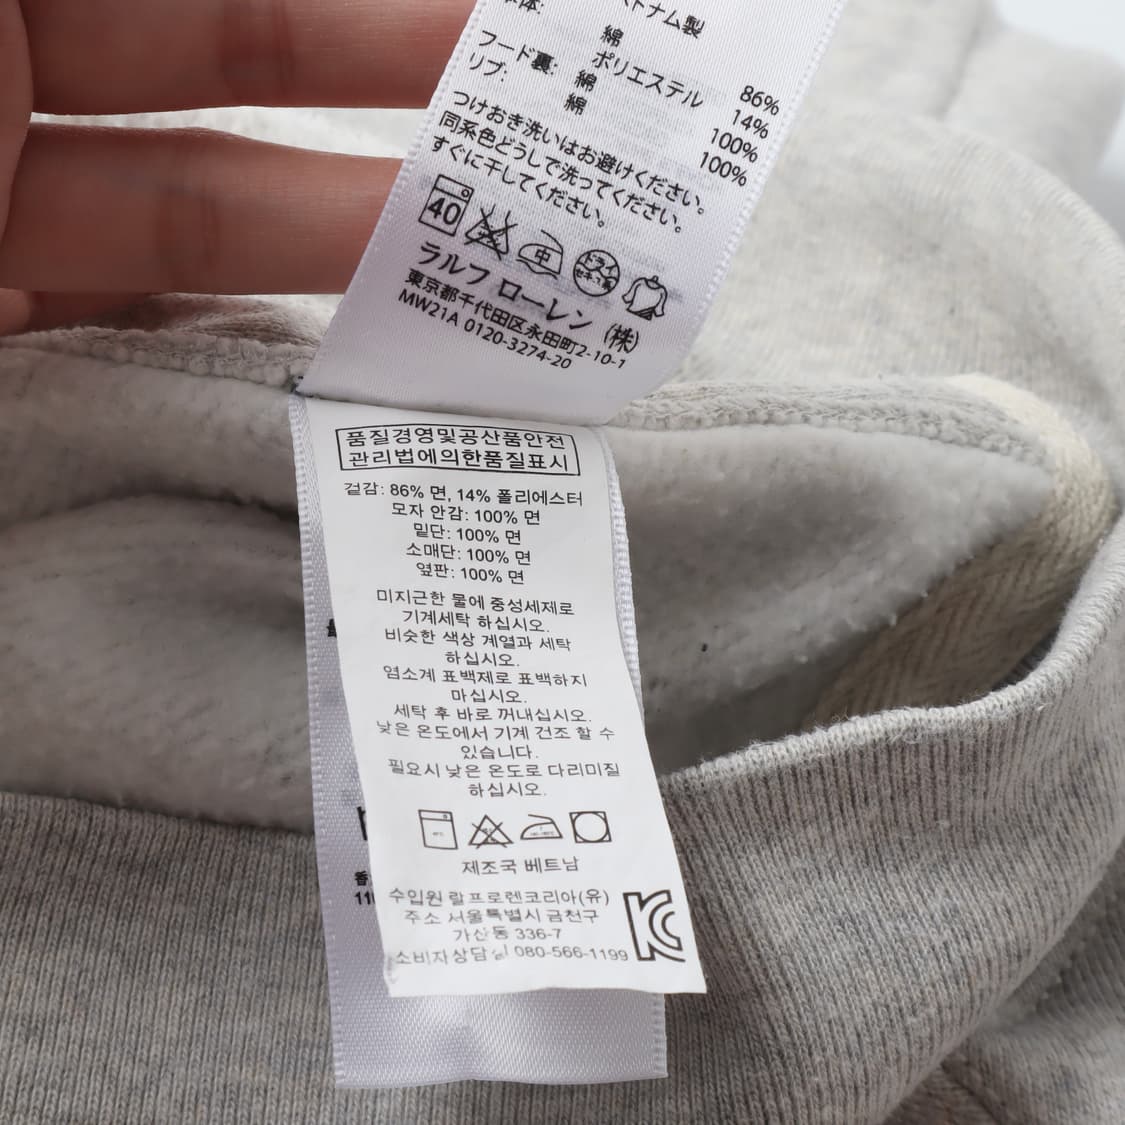 トナム製
綿
ポリエステル 86%
14%
フード裏: 綿 100%
リブ: 綿 100%
つけおき洗いはお避けください。
同系色どうしで洗ってください。
すぐに干してください。
40
中
ドライ
ラルフ ローレン (株)
東京都千代田区永田町2-10-1
MW21A 0120-3274-20
품질경영및공산품안전
관리법에의한품질표시
겉감: 86% 면, 14% 폴리에스터
모자 안감: 100% 면
밑단: 100% 면
소매단: 100% 면
옆판: 100% 면
미지근한 물에 중성세제로
기계세탁 하십시오.
비슷한 색상 계열과 세탁
하십시오.
염소계 표백제로 표백하지
마십시오.
세탁 후 바로 꺼내십시오.
낮은 온도에서 기계 건조 할 수
있습니다.
필요시 낮은 온도로 다리미질
하십시오.
제조국 베트남
수입원 랄프로렌코리아(유)
주소 서울특별시 금천구
가산동 336-7
소비자상담실 080-566-1199